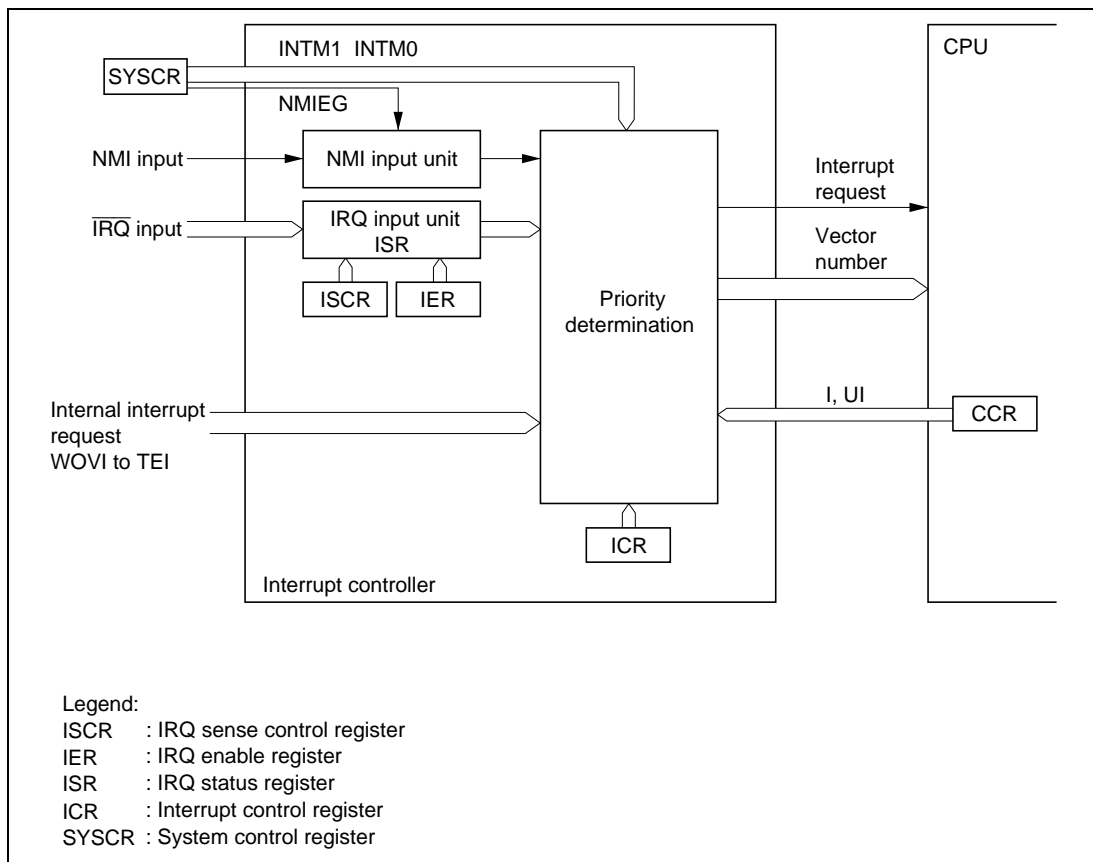 INTM1 INTM0
CPU
SYSCR
NMIEG
NMI input
NMI input unit
Interrupt
request
IRQ input
IRQ input unit
ISR
Vector
number
ISCR
IER
Priority
determination
I, UI
CCR
Internal interrupt
request
WOVI to TEI
ICR
Interrupt controller
Legend:
ISCR : IRQ sense control register
IER : IRQ enable register
ISR : IRQ status register
ICR : Interrupt control register
SYSCR : System control register